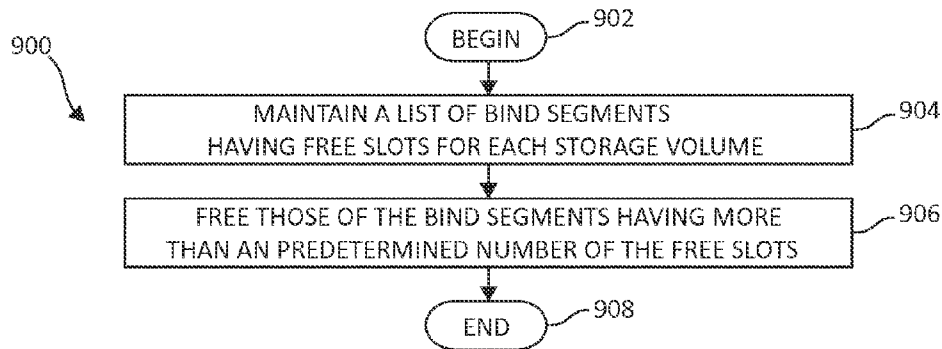 900
BEGIN
902
MAINTAIN A LIST OF BIND SEGMENTS
HAVING FREE SLOTS FOR EACH STORAGE VOLUME
904
FREE THOSE OF THE BIND SEGMENTS HAVING MORE
THAN AN PREDETERMINED NUMBER OF THE FREE SLOTS
906
END
908